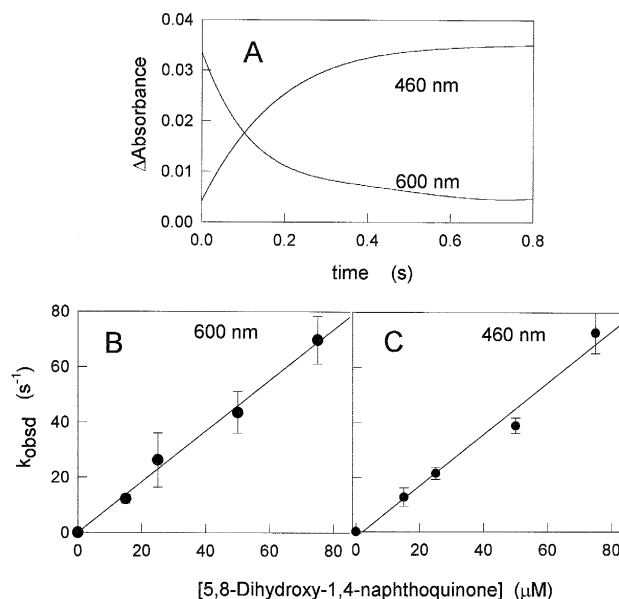 0.04
A
0.03
460 nm
ΔAbsorbance
0.02
0.01
600 nm
0.00
0.0 0.2 0.4 0.6 0.8
time (s)
80
B
600 nm
C
460 nm
60
kobsd (s-1)
40
20
0
0 20 40 60 80
0 20 40 60 80
[5,8-Dihydroxy-1,4-naphthoquinone] (μM)